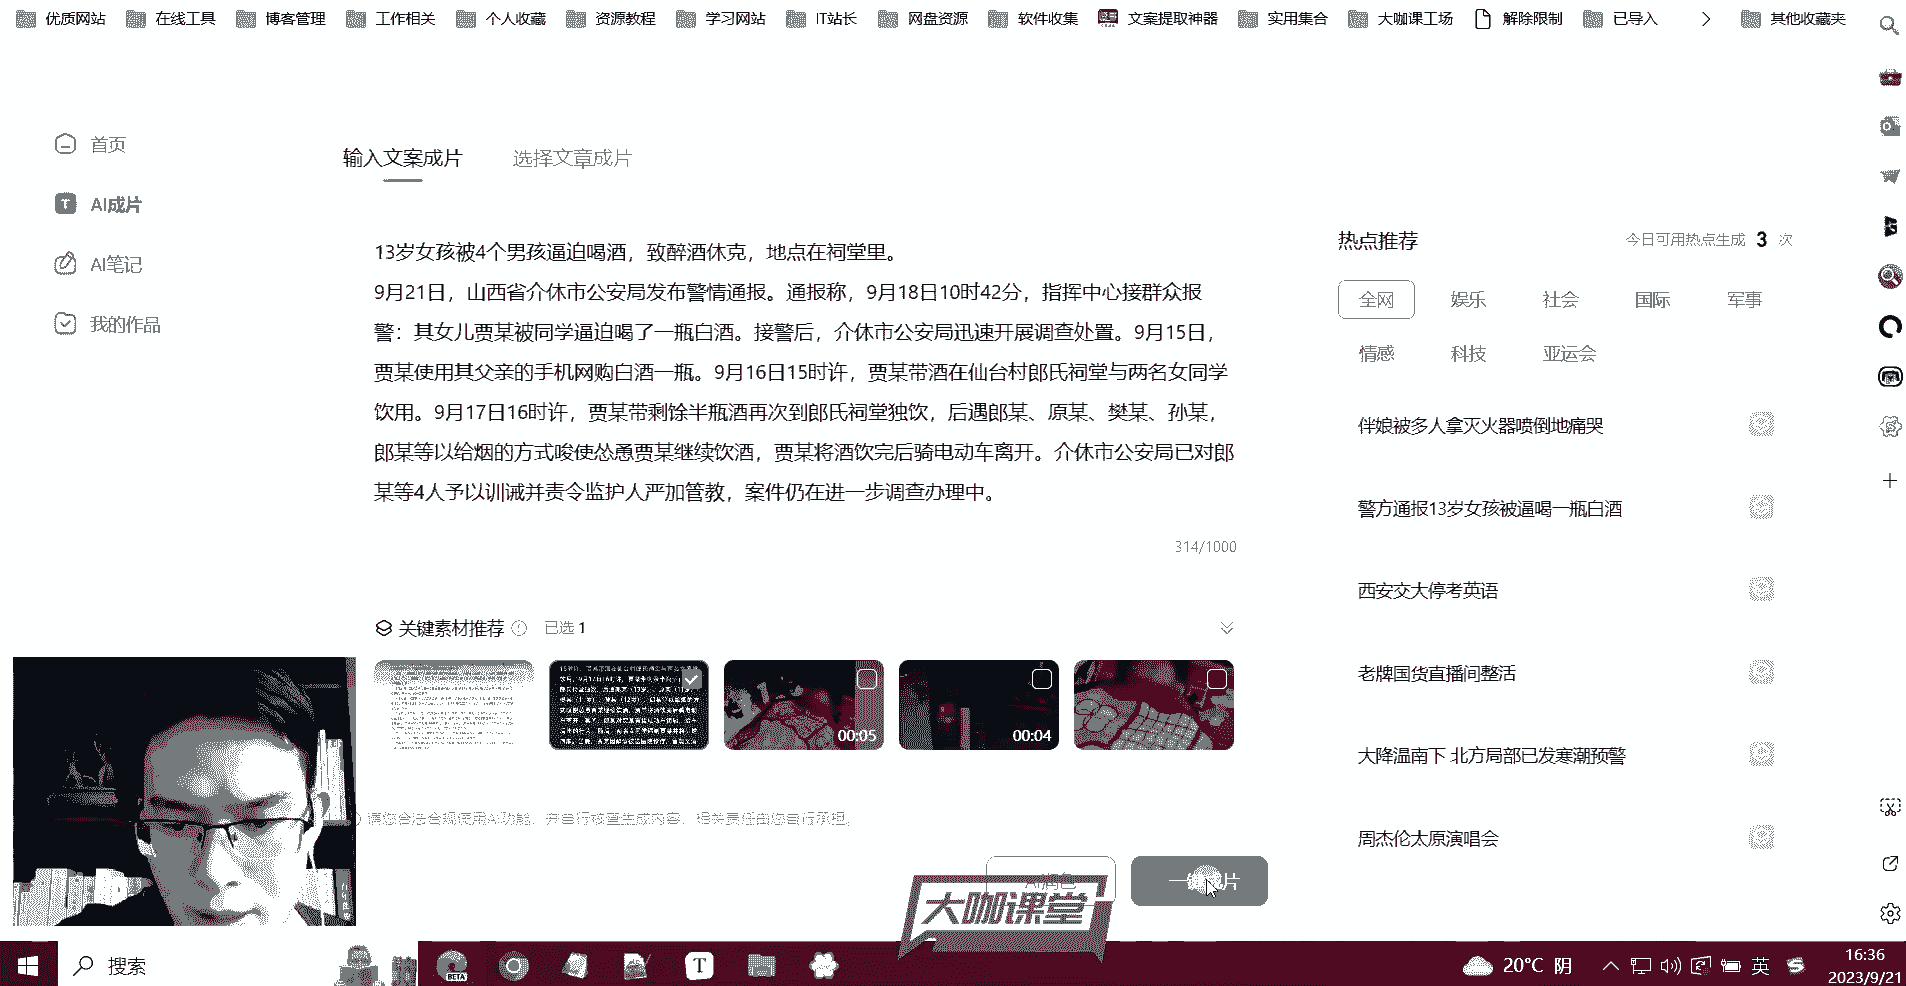 优质网站 在线工具 博客管理 工作相关 个人收藏 资源教程 学习网站 IT站长 网盘资源 软件收集 文案提取神器 实用集合 大咖课工场 解除限制 已导入 其他收藏夹
首页
AI成片
AI笔记
我的作品
输入文案成片 选择文章成片
13岁女孩被4个男孩逼迫喝酒，致醉酒休克，地点在祠堂里。
9月21日，山西省介休市公安局发布警情通报。通报称，9月18日10时42分，指挥中心接群众报
警：其女儿贾某被同学逼迫喝了一瓶白酒。接警后，介休市公安局迅速开展调查处置。9月15日，
贾某使用其父亲的手机网购白酒一瓶。9月16日15时许，贾某带酒在仙台村郎氏祠堂与两名女同学
饮用。9月17日16时许，贾某带剩馀半瓶酒再次到郎氏祠堂独饮，后遇郎某、原某、樊某、孙某，
郎某等以给烟的方式唆使怂恿贾某继续饮酒，贾某将酒饮完后骑电动车离开。介休市公安局已对郎
某等4人予以训诫并责令监护人严加管教，案件仍在进一步调查办理中。
314/1000
关键素材推荐 已选 1
00:05
00:04
请您合法合规使用AI功能，并自行核查生成内容，相关责任由您自行承担。
AI润色
一键成片
热点推荐 今日可用热点生成 3 次
全网 娱乐 社会 国际 军事
情感 科技 亚运会
伴娘被多人拿灭火器喷倒地痛哭
警方通报13岁女孩被逼喝一瓶白酒
西安交大停考英语
老牌国货直播间整活
大降温南下 北方局部已发寒潮预警
周杰伦太原演唱会
大咖课堂
搜索
BETA
T
20°C 阴
英
16:36
2023/9/21